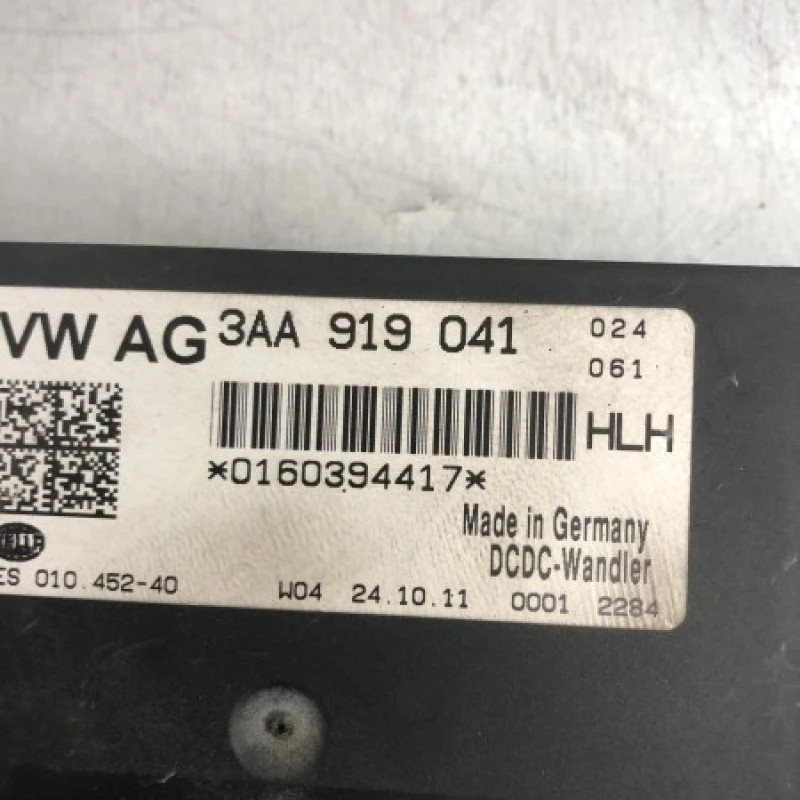 VW AG 3AA 919 041 024
061
HLH
*0160394417*
Made in Germany
DCDC-Wandler
ES 010.452-40 W04 24.10.11 0001 2284